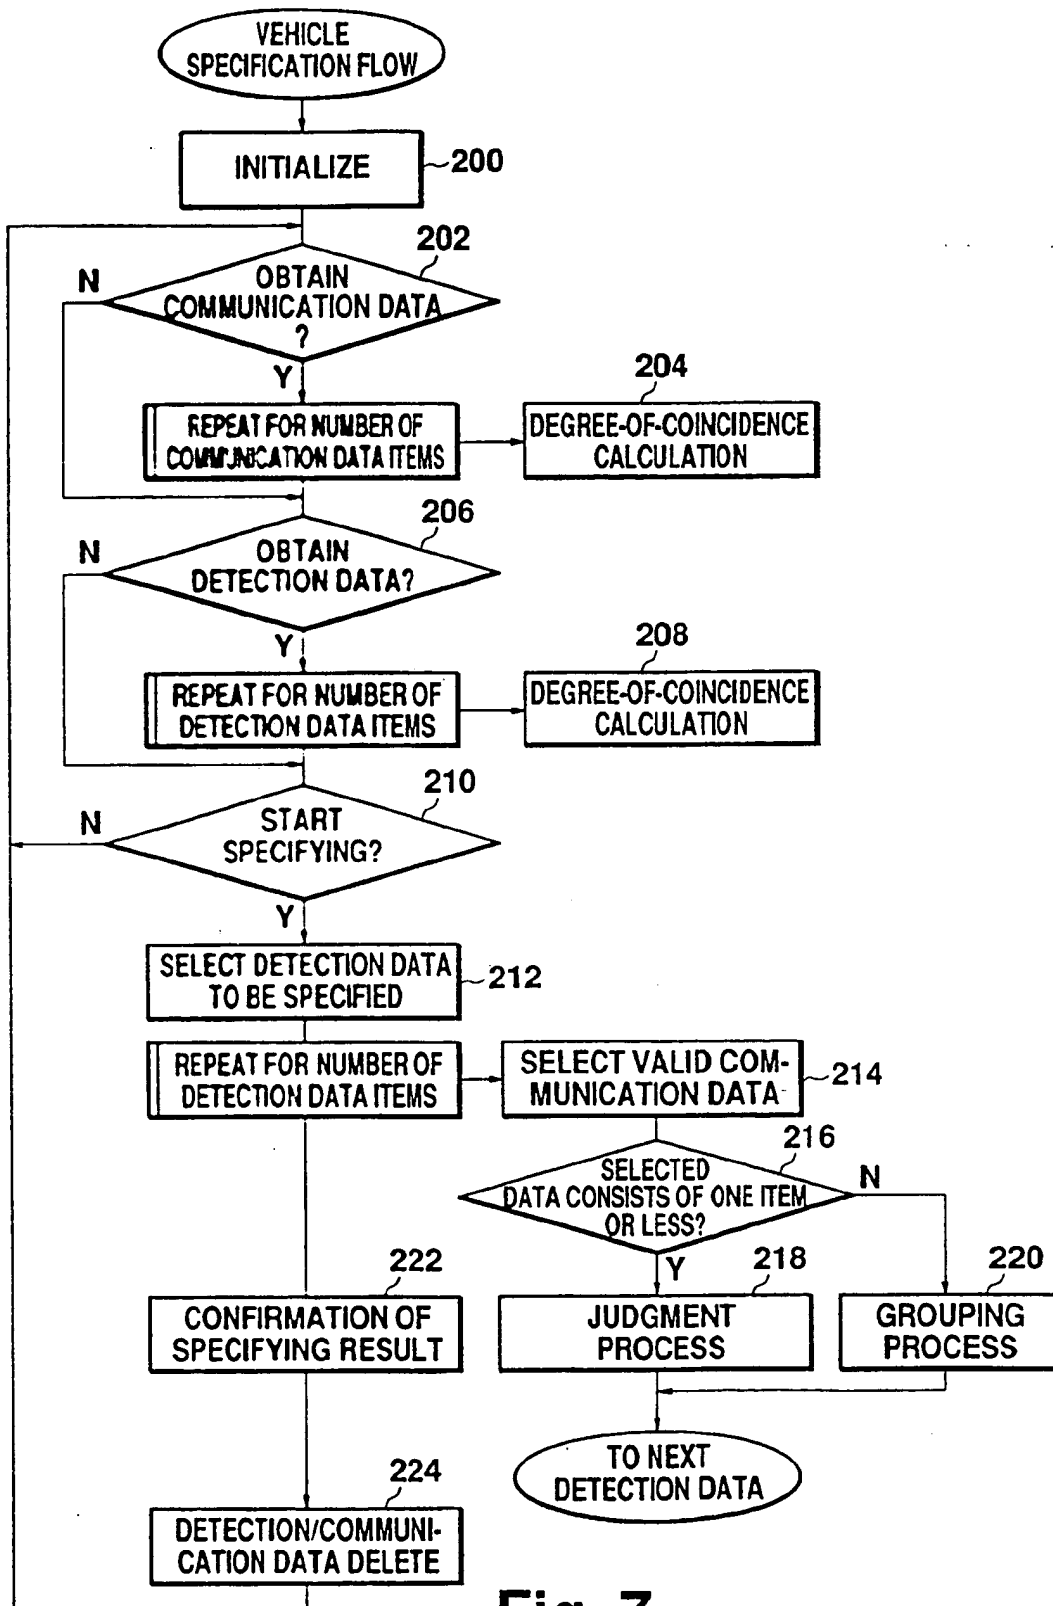 VEHICLE
SPECIFICATION FLOW
INITIALIZE
200
202
N
OBTAIN
COMMUNICATION DATA
?
Y
204
REPEAT FOR NUMBER OF
COMMUNICATION DATA ITEMS
DEGREE-OF-COINCIDENCE
CALCULATION
206
N
OBTAIN
DETECTION DATA?
Y
208
REPEAT FOR NUMBER OF
DETECTION DATA ITEMS
DEGREE-OF-COINCIDENCE
CALCULATION
210
N
START
SPECIFYING?
Y
SELECT DETECTION DATA
TO BE SPECIFIED
212
REPEAT FOR NUMBER OF
DETECTION DATA ITEMS
SELECT VALID COM-
MUNICATION DATA
214
216
SELECTED
DATA CONSISTS OF ONE ITEM
OR LESS?
N
Y
222
CONFIRMATION OF
SPECIFYING RESULT
218
JUDGMENT
PROCESS
220
GROUPING
PROCESS
TO NEXT
DETECTION DATA
224
DETECTION/COMMUNI-
CATION DATA DELETE